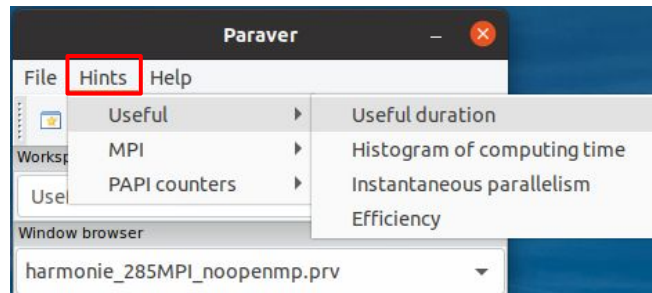 Paraver
File Hints Help
Useful
Useful duration
MPI
Histogram of computing time
PAPI counters
Instantaneous parallelism
Efficiency
Window browser
harmonie_285MPI_noopenmp.prv